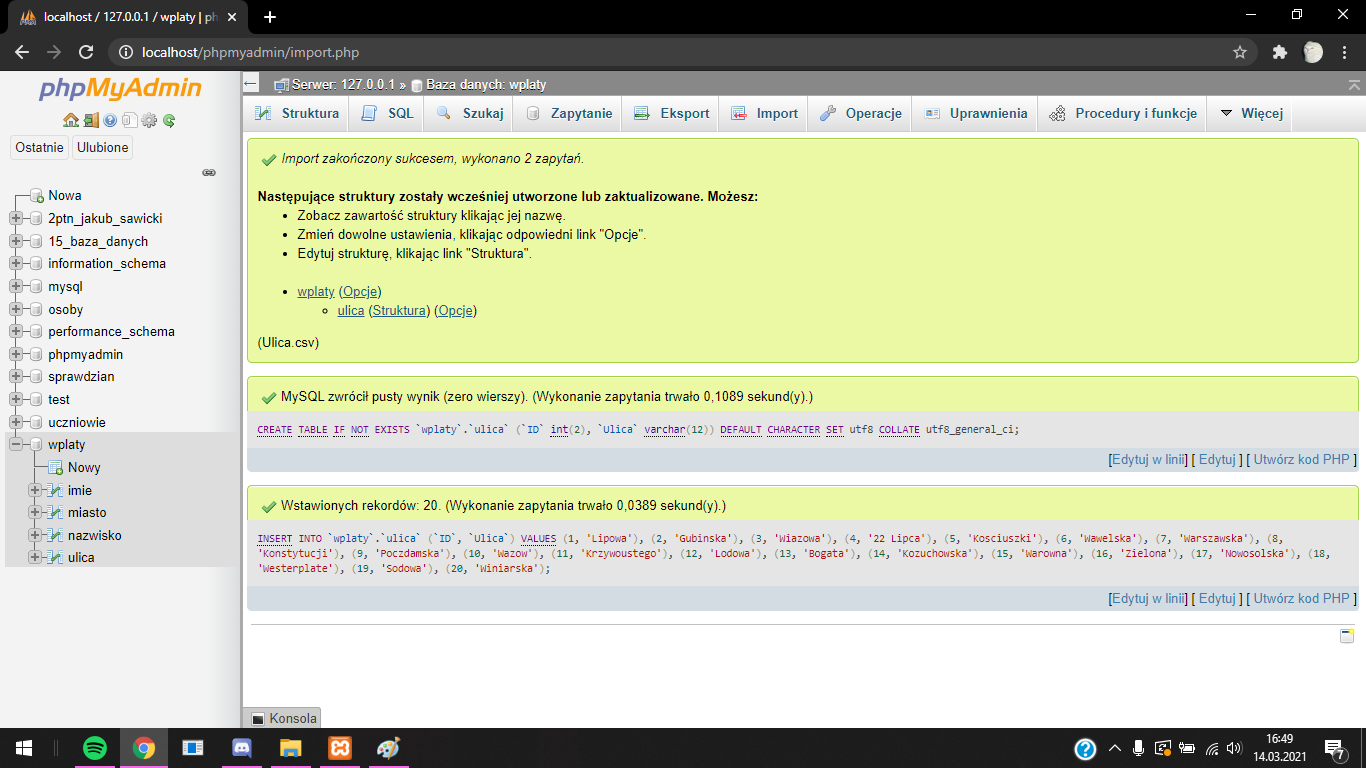 localhost / 127.0.0.1 / wplaty | ph
localhost/phpmyadmin/import.php
phpMyAdmin
Ostatnie
Ulubione
Nowa
2ptn_jakub_sawicki
15_baza_danych
information_schema
mysql
osoby
performance_schema
phpmyadmin
sprawdzian
test
uczniowie
wplaty
Nowy
imie
miasto
nazwisko
ulica
Serwer: 127.0.0.1 » Baza danych: wplaty
Struktura SQL Szukaj Zapytanie Eksport Import Operacje Uprawnienia Procedury i funkcje Więcej
Import zakończony sukcesem, wykonano 2 zapytań.
Następujące struktury zostały wcześniej utworzone lub zaktualizowane. Możesz:
Zobacz zawartość struktury klikając jej nazwę.
Zmień dowolne ustawienia, klikając odpowiedni link "Opcje".
Edytuj strukturę, klikając link "Struktura".
wplaty (Opcje)
ulica (Struktura) (Opcje)
(Ulica.csv)
MySQL zwrócił pusty wynik (zero wierszy). (Wykonanie zapytania trwało 0,1089 sekund(y).)
CREATE TABLE IF NOT EXISTS `wplaty`.`ulica` (`ID` int(2), `Ulica` varchar(12)) DEFAULT CHARACTER SET utf8 COLLATE utf8_general_ci;
[Edytuj w linii] [ Edytuj ] [ Utwórz kod PHP ]
Wstawionych rekordów: 20. (Wykonanie zapytania trwało 0,0389 sekund(y).)
INSERT INTO `wplaty`.`ulica` (`ID`, `Ulica`) VALUES (1, 'Lipowa'), (2, 'Gubinska'), (3, 'Wiazowa'), (4, '22 Lipca'), (5, 'Kosciuszki'), (6, 'Wawelska'), (7, 'Warszawska'), (8,
'Konstytucji'), (9, 'Poczdamska'), (10, 'Wazow'), (11, 'Krzywoustego'), (12, 'Lodowa'), (13, 'Bogata'), (14, 'Kozuchowska'), (15, 'Warowna'), (16, 'Zielona'), (17, 'Nowosolska'), (18,
'Westerplate'), (19, 'Sodowa'), (20, 'Winiarska');
[Edytuj w linii] [ Edytuj ] [ Utwórz kod PHP ]
Konsola
16:49
14.03.2021
7